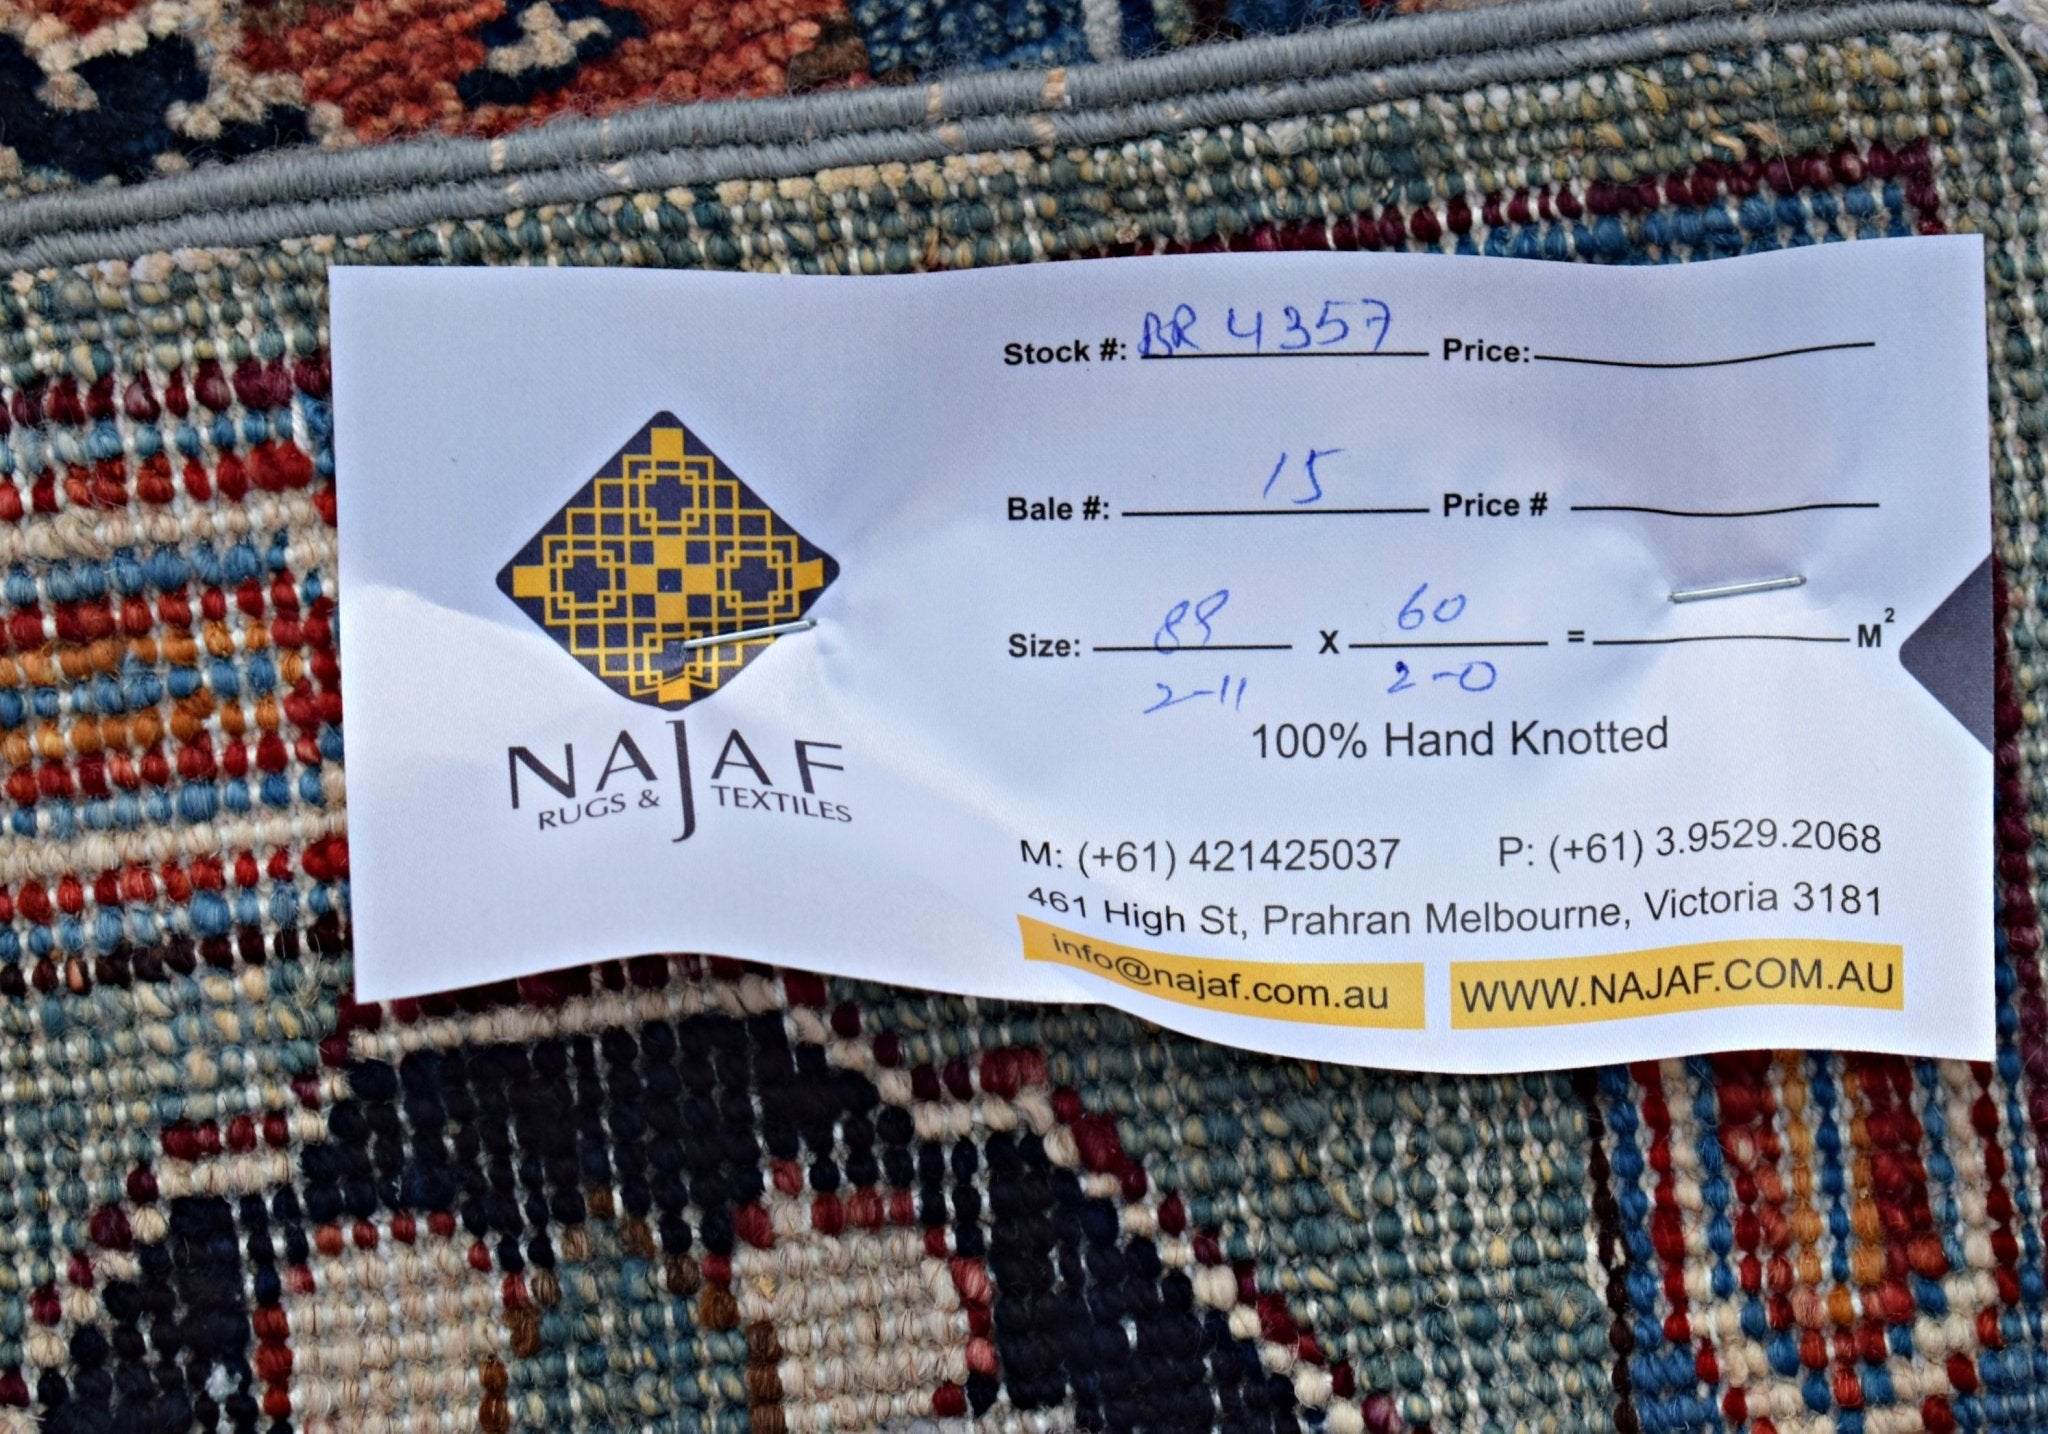 NAJAF
RUGS & TEXTILES
Stock #: BR 4357 Price:
Bale #: 15 Price #
Size: 89 X 60 = M²
2-11 2-0
100% Hand Knotted
M: (+61) 421425037 P: (+61) 3.9529.2068
461 High St, Prahran Melbourne, Victoria 3181
info@najaf.com.au WWW.NAJAF.COM.AU